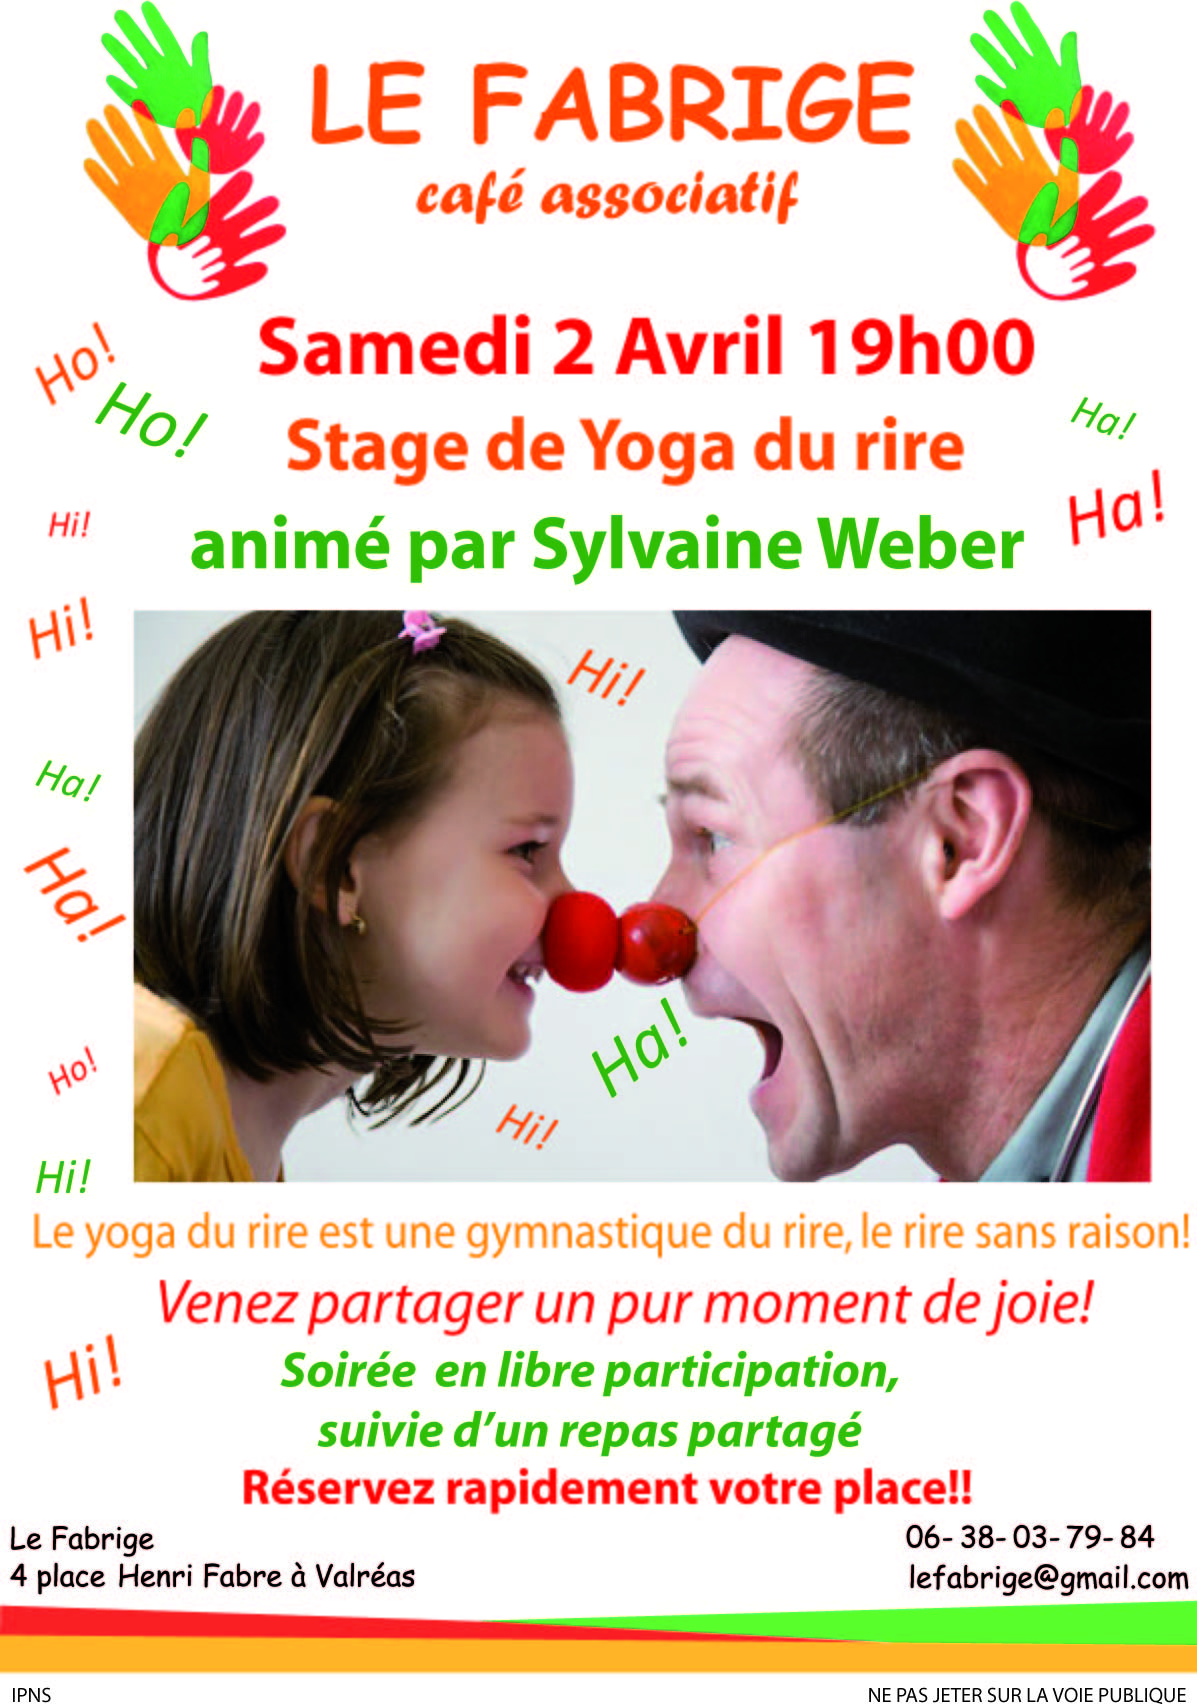 LE FABRIGE
café associatif
Samedi 2 Avril 19h00
Ho!
Ho!
Ha!
Stage de Yoga du rire
Hi!
Ha!
animé par Sylvaine Weber
Hi!
Hi!
Ha!
Ha!
Ha!
Ho!
Hi!
Hi!
Le yoga du rire est une gymnastique du rire, le rire sans raison!
Venez partager un pur moment de joie!
Hi!
Soirée en libre participation,
suivie d'un repas partagé
Réservez rapidement votre place!!
Le Fabrige
4 place Henri Fabre à Valréas
06- 38- 03- 79- 84
lefabrige@gmail.com
IPNS
NE PAS JETER SUR LA VOIE PUBLIQUE